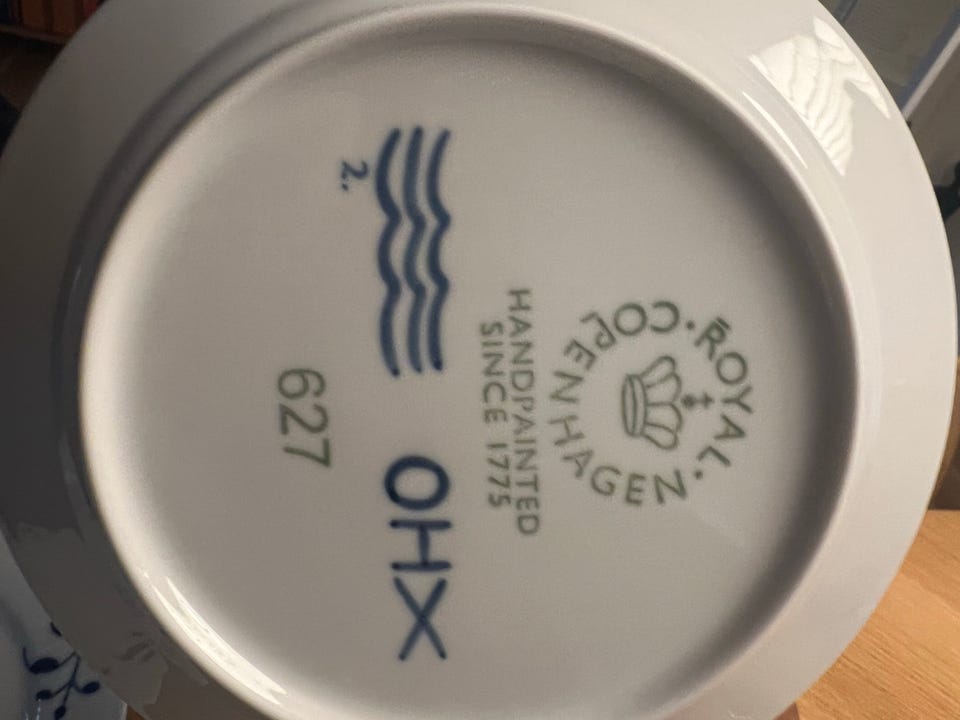 ROYAL.
COPENHAGEN
HANDPAINTED
SINCE 1775
OHX
2.
627